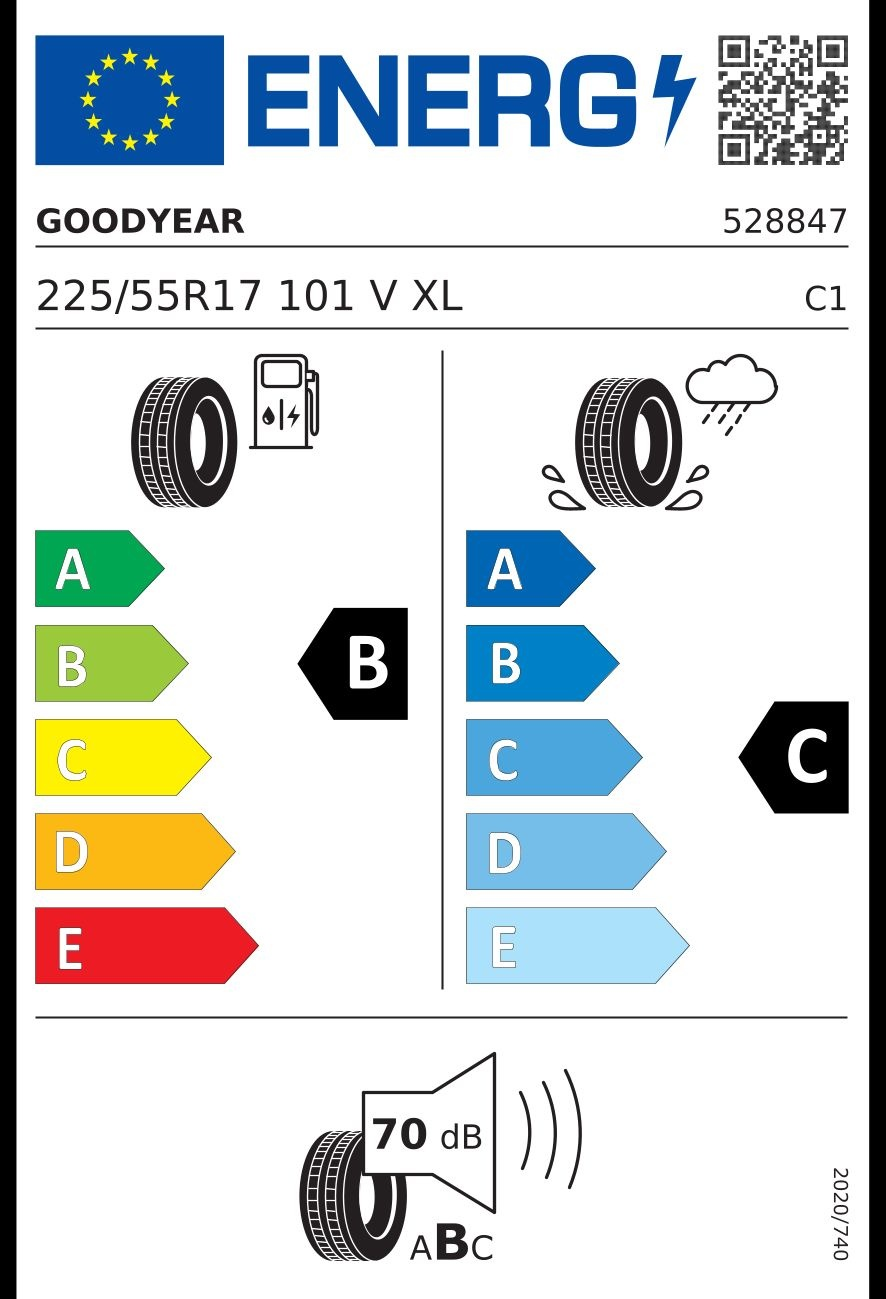 ENERG
GOODYEAR 528847
225/55R17 101 V XL C1
A
B
C
D
E
B
A
B
C
D
E
C
70 dB
ABC
2020/740